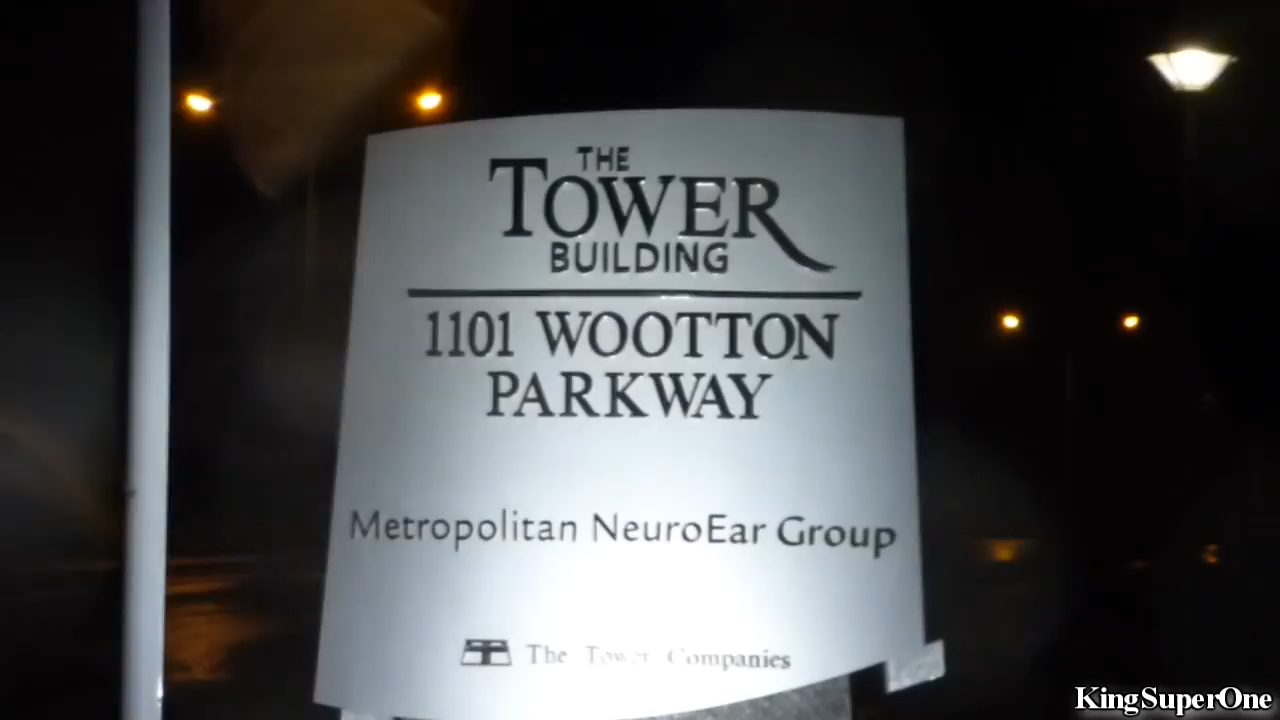 THE
TOWER
BUILDING
1101 WOOTTON
PARKWAY
Metropolitan NeuroEar Group
The Tower Companies
KingSuperOne